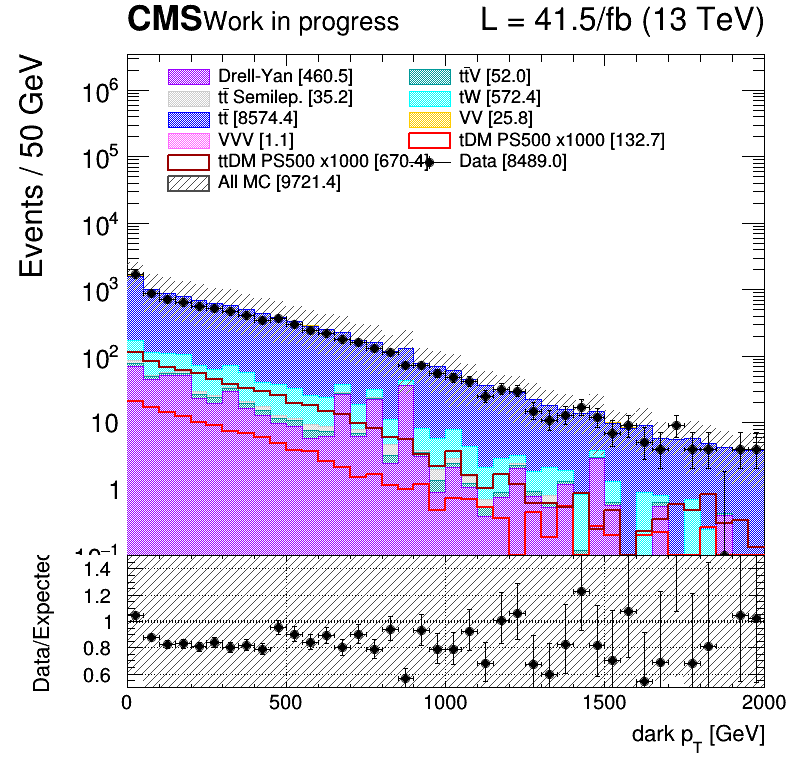 CMS Work in progress L = 41.5/fb (13 TeV)
Events / 50 GeV
Drell-Yan [460.5] tt̄V [52.0]
tt̄ Semilep. [35.2] tW [572.4]
tt̄ [8574.4] VV [25.8]
VVV [1.1] tDM PS500 x1000 [132.7]
ttDM PS500 x1000 [670.4] Data [8489.0]
All MC [9721.4]
10⁶
10⁵
10⁴
10³
10²
10
1
10⁻¹
Data/Expected
1.4
1.2
1
0.8
0.6
0 500 1000 1500 2000
dark p_T [GeV]